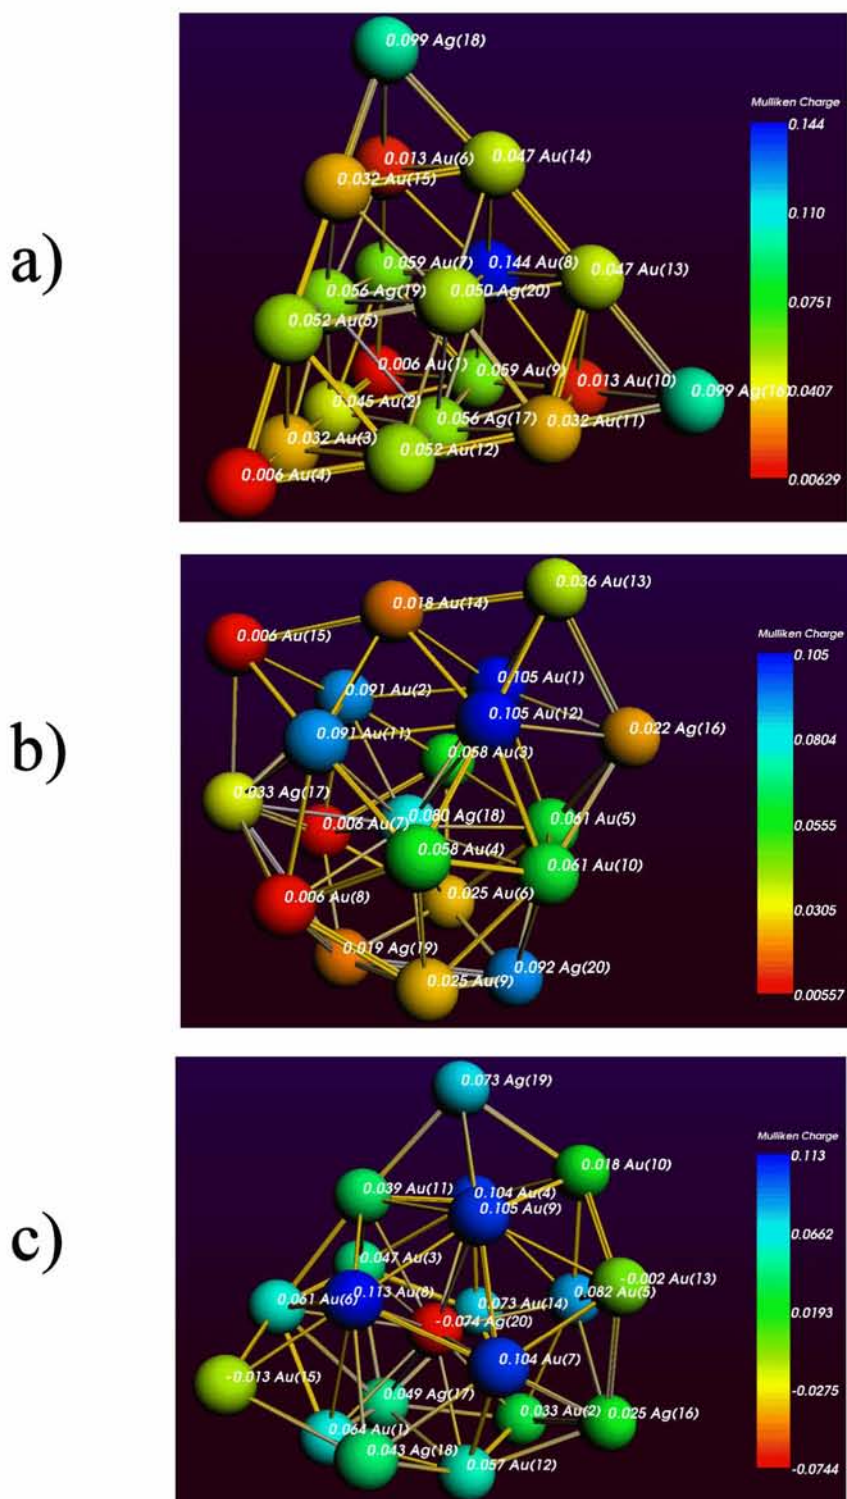 a)
0.099 Ag(18)
Mulliken Charge
0.144
0.013 Au(6)
0.047 Au(14)
0.032 Au(15)
0.110
0.059 Au(7)
0.144 Au(8)
0.047 Au(13)
0.056 Ag(19)
0.050 Ag(20)
0.0751
0.052 Au(5)
0.006 Au(1)
0.059 Au(9)
0.013 Au(10)
0.099 Ag(16)
0.0407
0.045 Au(2)
0.056 Ag(17)
0.032 Au(11)
0.032 Au(3)
0.052 Au(12)
0.006 Au(4)
0.00629
b)
0.036 Au(13)
0.018 Au(14)
Mulliken Charge
0.006 Au(15)
0.105
0.105 Au(1)
0.091 Au(2)
0.105 Au(12)
0.022 Ag(16)
0.091 Au(11)
0.0804
0.058 Au(3)
0.033 Ag(17)
0.080 Ag(18)
0.061 Au(5)
0.006 Au(7)
0.0555
0.058 Au(4)
0.061 Au(10)
0.025 Au(6)
0.006 Au(8)
0.0305
0.019 Ag(19)
0.092 Ag(20)
0.025 Au(9)
0.00557
c)
0.073 Ag(19)
Mulliken Charge
0.113
0.018 Au(10)
0.039 Au(11)
0.104 Au(4)
0.105 Au(9)
0.0662
0.047 Au(3)
-0.002 Au(13)
0.113 Au(8)
0.082 Au(5)
0.061 Au(6)
0.073 Au(14)
-0.074 Ag(20)
0.0193
0.104 Au(7)
-0.013 Au(15)
0.049 Ag(17)
-0.0275
0.033 Au(2)
0.025 Ag(16)
0.064 Au(1)
0.043 Ag(18)
0.057 Au(12)
-0.0744